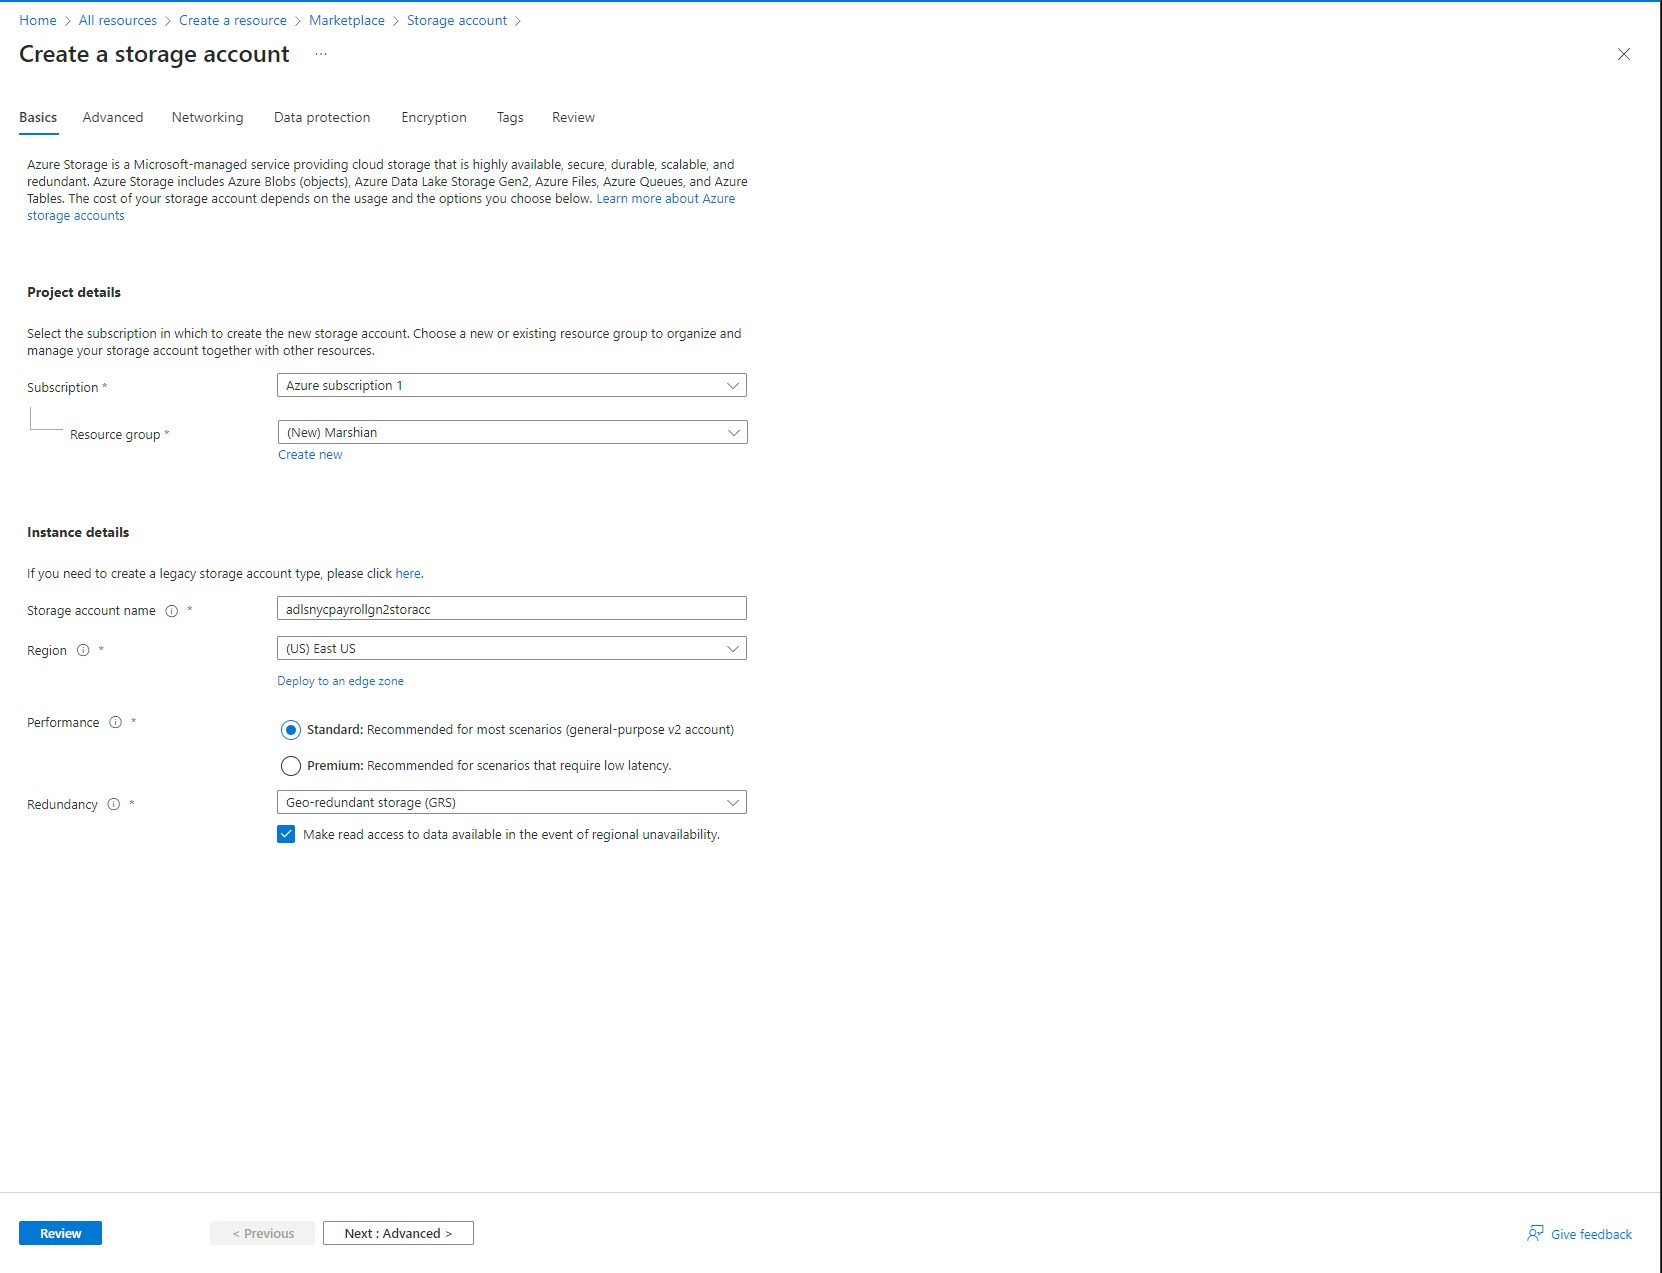 Home > All resources > Create a resource > Marketplace > Storage account >
Create a storage account ...
Basics Advanced Networking Data protection Encryption Tags Review
Azure Storage is a Microsoft-managed service providing cloud storage that is highly available, secure, durable, scalable, and
redundant. Azure Storage includes Azure Blobs (objects), Azure Data Lake Storage Gen2, Azure Files, Azure Queues, and Azure
Tables. The cost of your storage account depends on the usage and the options you choose below. Learn more about Azure
storage accounts
Project details
Select the subscription in which to create the new storage account. Choose a new or existing resource group to organize and
manage your storage account together with other resources.
Subscription * Azure subscription 1
Resource group * (New) Marshian
Create new
Instance details
If you need to create a legacy storage account type, please click here.
Storage account name * adlsnycpayrollgn2storacc
Region * (US) East US
Deploy to an edge zone
Performance * Standard: Recommended for most scenarios (general-purpose v2 account)
Premium: Recommended for scenarios that require low latency.
Redundancy * Geo-redundant storage (GRS)
Make read access to data available in the event of regional unavailability.
Review < Previous Next : Advanced > Give feedback